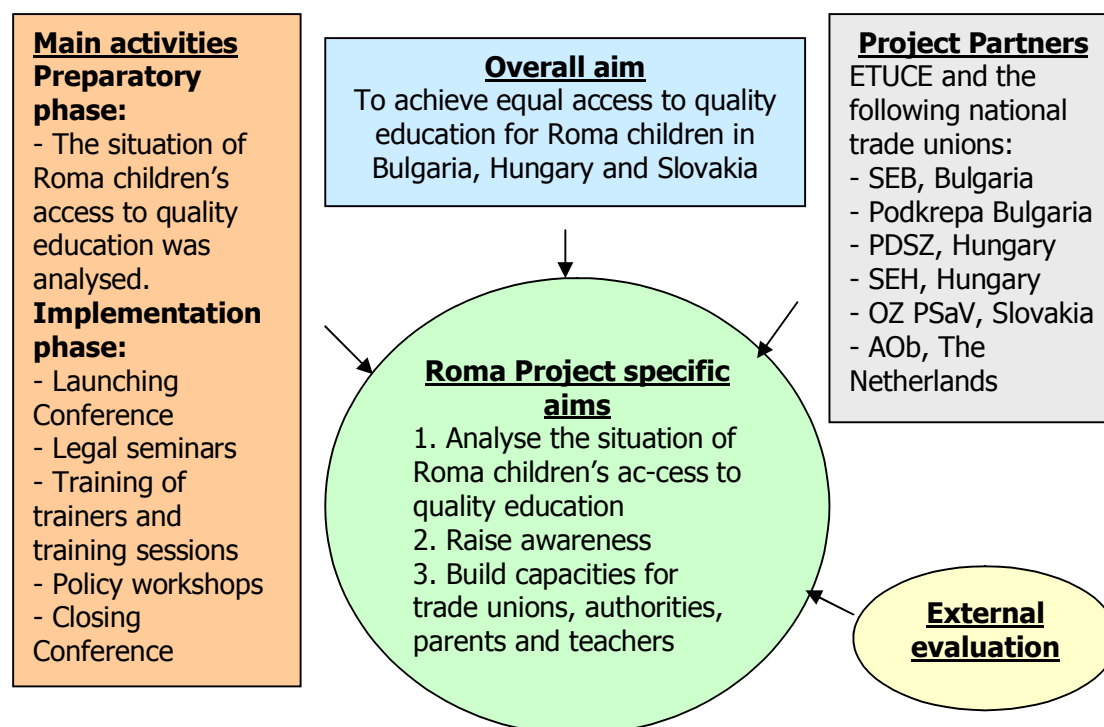 Main activities
Preparatory
phase:
- The situation of
Roma children’s
access to quality
education was
analysed.
Implementation
phase:
- Launching
Conference
- Legal seminars
- Training of
trainers and
training sessions
- Policy workshops
- Closing
Conference
Overall aim
To achieve equal access to quality
education for Roma children in
Bulgaria, Hungary and Slovakia
Project Partners
ETUCE and the
following national
trade unions:
- SEB, Bulgaria
- Podkrepa Bulgaria
- PDSZ, Hungary
- SEH, Hungary
- OZ PSaV, Slovakia
- AOb, The
Netherlands
Roma Project specific
aims
1. Analyse the situation of
Roma children’s ac-cess to
quality education
2. Raise awareness
3. Build capacities for
trade unions, authorities,
parents and teachers
External
evaluation